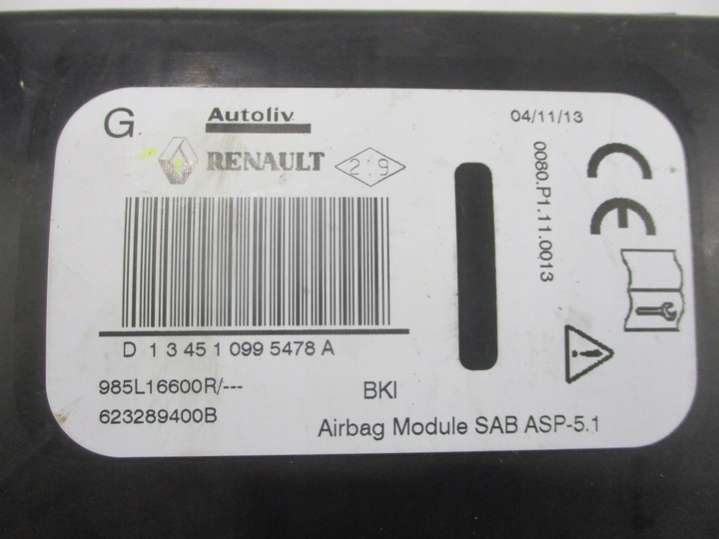 G
Autoliv
04/11/13
RENAULT
2 9
0080.P1.11.0013
CE
D 1 3 45 1 099 5478 A
985L16600R/---
BKI
623289400B
Airbag Module SAB ASP-5.1